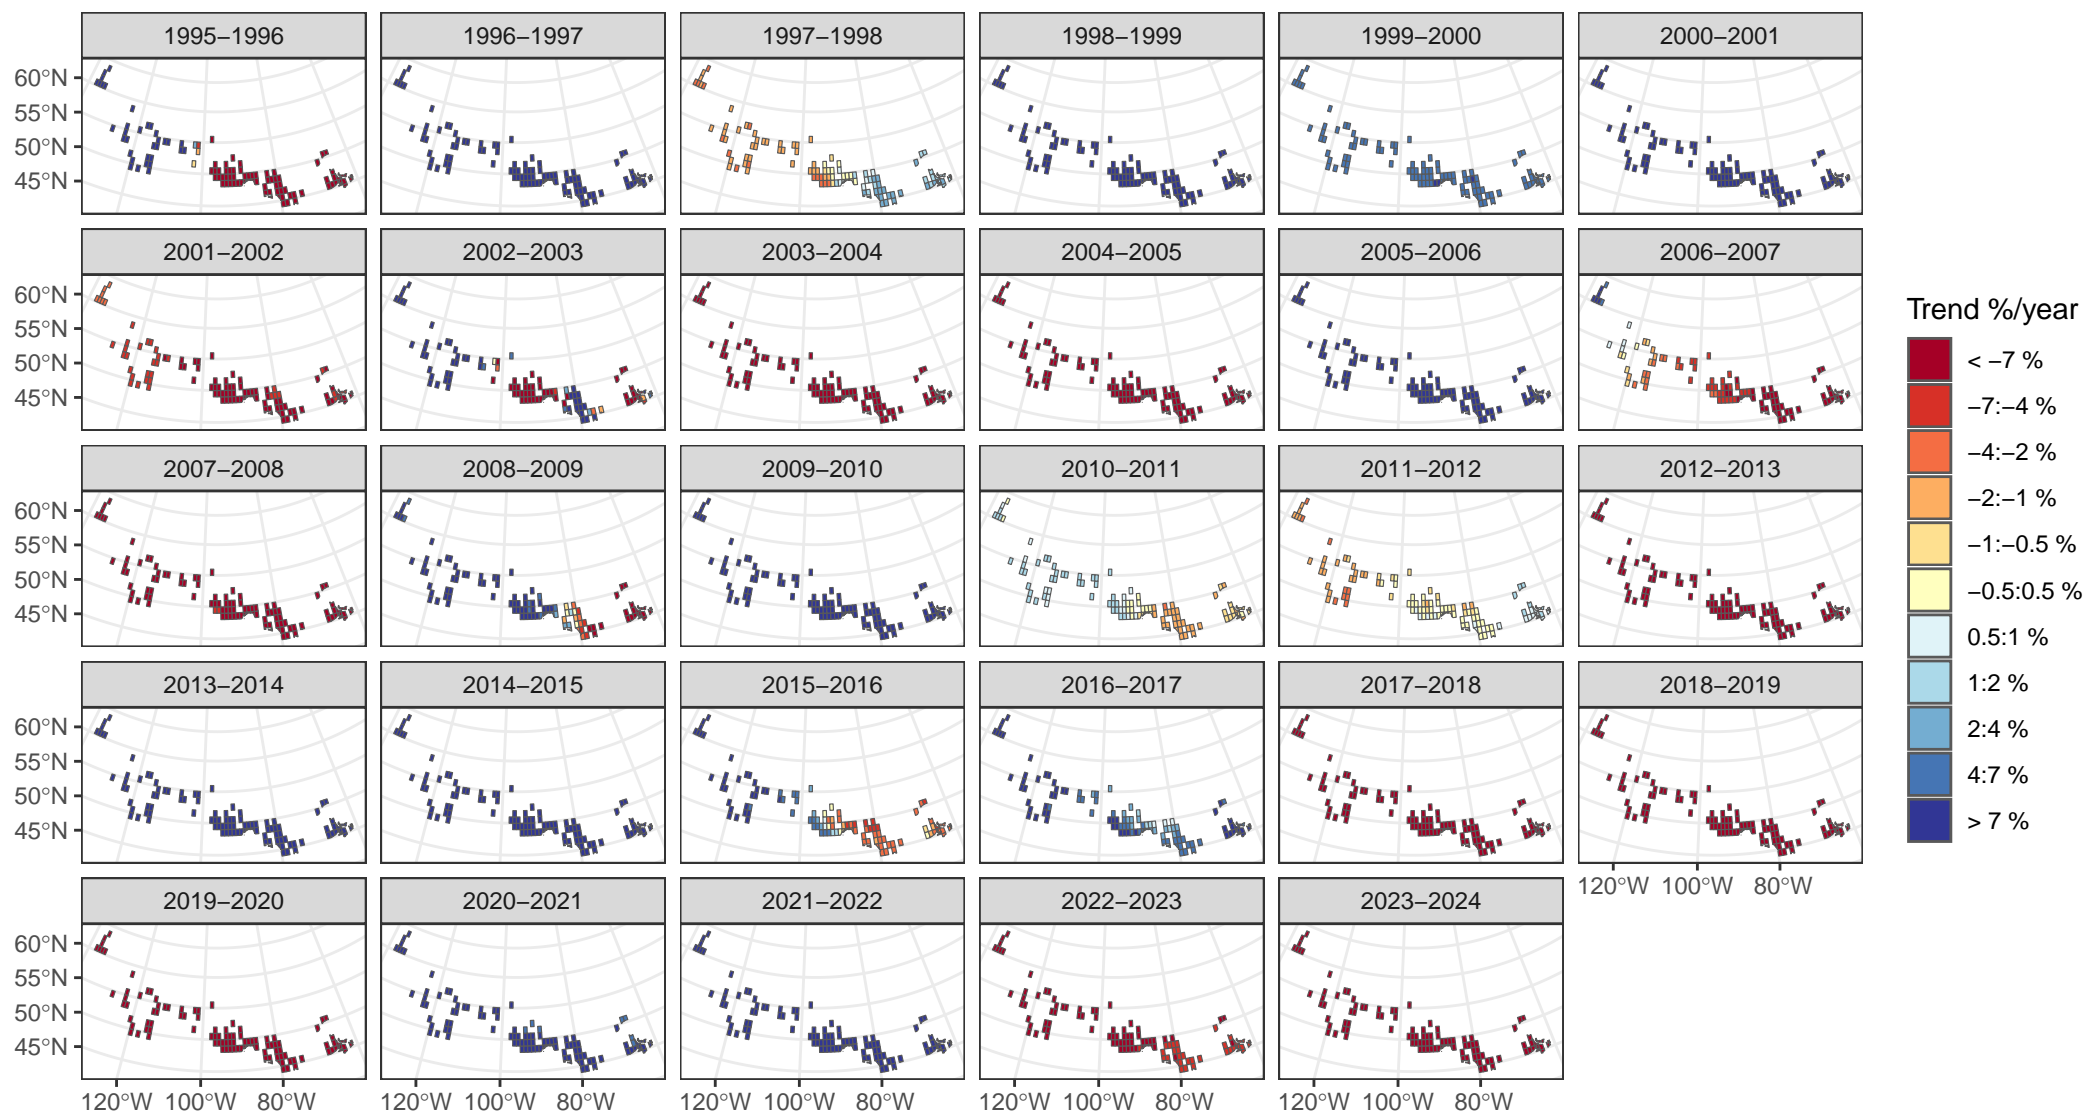 1995−1996 1996−1997 1997−1998 1998−1999 1999−2000 2000−2001
60°N
55°N
50°N
45°N
2001−2002 2002−2003 2003−2004 2004−2005 2005−2006 2006−2007
60°N
55°N
50°N
45°N
2007−2008 2008−2009 2009−2010 2010−2011 2011−2012 2012−2013
60°N
55°N
50°N
45°N
2013−2014 2014−2015 2015−2016 2016−2017 2017−2018 2018−2019
60°N
55°N
50°N
45°N
120°W 100°W 80°W
2019−2020 2020−2021 2021−2022 2022−2023 2023−2024
60°N
55°N
50°N
45°N
120°W 100°W 80°W 120°W 100°W 80°W 120°W 100°W 80°W 120°W 100°W 80°W 120°W 100°W 80°W
Trend %/year
< −7 %
−7:−4 %
−4:−2 %
−2:−1 %
−1:−0.5 %
−0.5:0.5 %
0.5:1 %
1:2 %
2:4 %
4:7 %
> 7 %